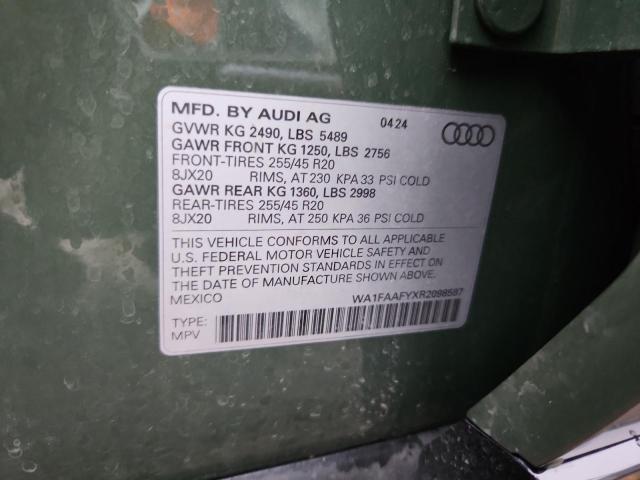 MFD. BY AUDI AG 04 24
GVWR KG 2490, LBS 5489
GAWR FRONT KG 1250, LBS 2756
FRONT-TIRES 255/45 R20
8JX20 RIMS, AT 230 KPA 33 PSI COLD
GAWR REAR KG 1360, LBS 2998
REAR-TIRES 255/45 R20
8JX20 RIMS, AT 250 KPA 36 PSI COLD
THIS VEHICLE CONFORMS TO ALL APPLICABLE
U.S. FEDERAL MOTOR VEHICLE SAFETY AND
THEFT PREVENTION STANDARDS IN EFFECT ON
THE DATE OF MANUFACTURE SHOWN ABOVE.
MEXICO WA1FAAFYXR2098587
TYPE:
MPV